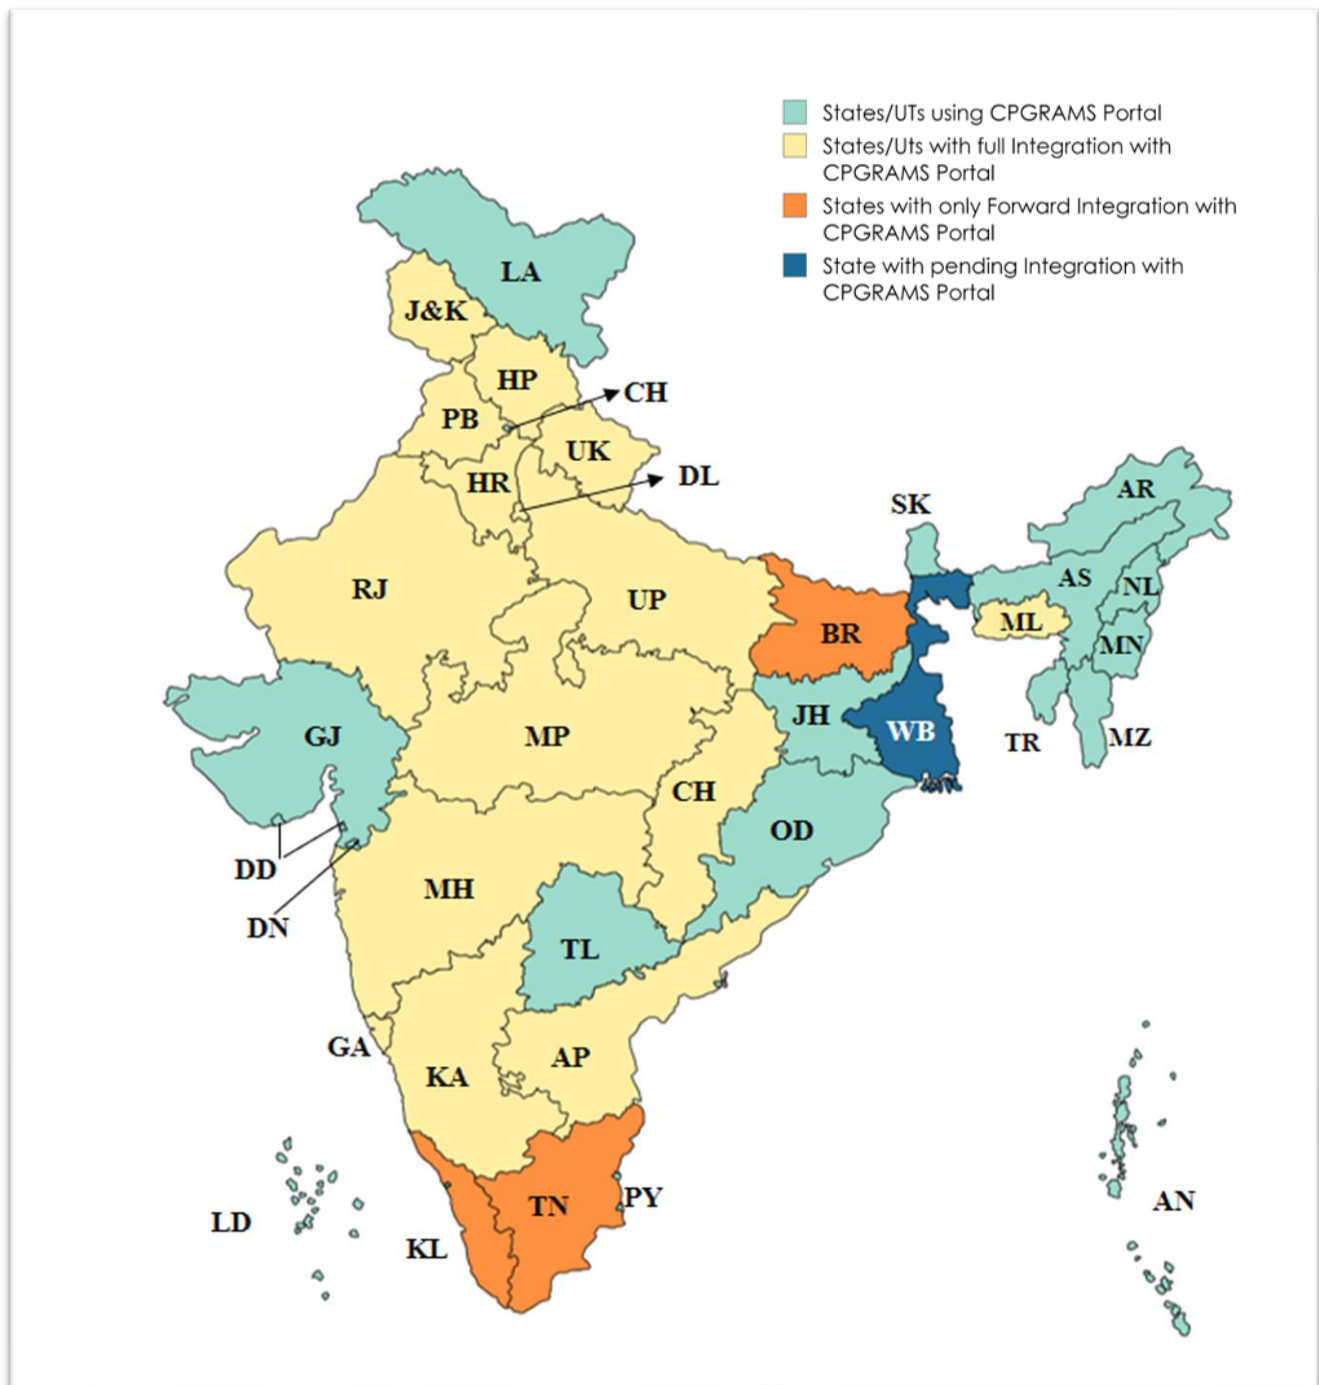 States/UTs using CPGRAMS Portal
States/Uts with full Integration with
CPGRAMS Portal
States with only Forward Integration with
CPGRAMS Portal
State with pending Integration with
CPGRAMS Portal
LA
J&K
HP
CH
PB
UK
DL
HR
SK
AR
RJ
UP
AS
NL
BR
ML
MN
GJ
MP
JH
WB
TR
MZ
CH
OD
DD
MH
DN
TL
GA
KA
AP
LD
KL
TN
PY
AN